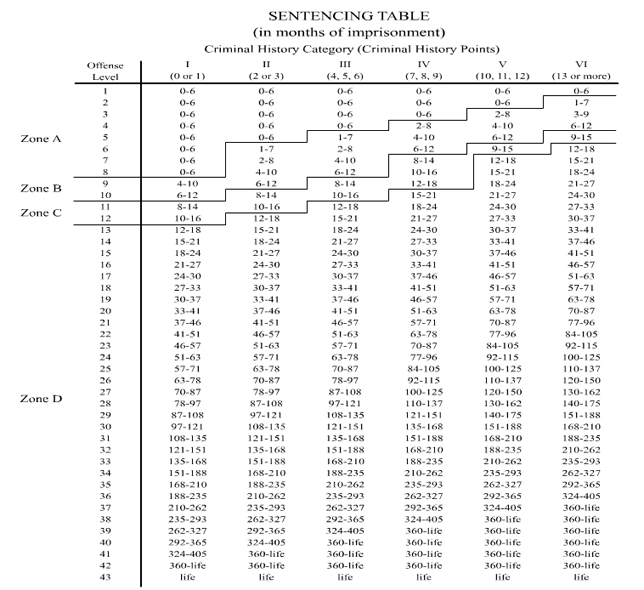 SENTENCING TABLE
(in months of imprisonment)
Criminal History Category (Criminal History Points)
Offense I II III IV V VI
Level (0 or 1) (2 or 3) (4, 5, 6) (7, 8, 9) (10, 11, 12) (13 or more)
1 0-6 0-6 0-6 0-6 0-6 0-6
2 0-6 0-6 0-6 0-6 0-6 1-7
3 0-6 0-6 0-6 0-6 2-8 3-9
4 0-6 0-6 0-6 2-8 4-10 6-12
Zone A 5 0-6 0-6 1-7 4-10 6-12 9-15
6 0-6 1-7 2-8 6-12 9-15 12-18
7 0-6 2-8 4-10 8-14 12-18 15-21
8 0-6 4-10 6-12 10-16 15-21 18-24
Zone B 9 4-10 6-12 8-14 12-18 18-24 21-27
10 6-12 8-14 10-16 15-21 21-27 24-30
Zone C 11 8-14 10-16 12-18 18-24 24-30 27-33
12 10-16 12-18 15-21 21-27 27-33 30-37
13 12-18 15-21 18-24 24-30 30-37 33-41
14 15-21 18-24 21-27 27-33 33-41 37-46
15 18-24 21-27 24-30 30-37 37-46 41-51
16 21-27 24-30 27-33 33-41 41-51 46-57
17 24-30 27-33 30-37 37-46 46-57 51-63
18 27-33 30-37 33-41 41-51 51-63 57-71
19 30-37 33-41 37-46 46-57 57-71 63-78
20 33-41 37-46 41-51 51-63 63-78 70-87
21 37-46 41-51 46-57 57-71 70-87 77-96
22 41-51 46-57 51-63 63-78 77-96 84-105
23 46-57 51-63 57-71 70-87 84-105 92-115
24 51-63 57-71 63-78 77-96 92-115 100-125
25 57-71 63-78 70-87 84-105 100-125 110-137
26 63-78 70-87 78-97 92-115 110-137 120-150
Zone D 27 70-87 78-97 87-108 100-125 120-150 130-162
28 78-97 87-108 97-121 110-137 130-162 140-175
29 87-108 97-121 108-135 121-151 140-175 151-188
30 97-121 108-135 121-151 135-168 151-188 168-210
31 108-135 121-151 135-168 151-188 168-210 188-235
32 121-151 135-168 151-188 168-210 188-235 210-262
33 135-168 151-188 168-210 188-235 210-262 235-293
34 151-188 168-210 188-235 210-262 235-293 262-327
35 168-210 188-235 210-262 235-293 262-327 292-365
36 188-235 210-262 235-293 262-327 292-365 324-405
37 210-262 235-293 262-327 292-365 324-405 360-life
38 235-293 262-327 292-365 324-405 360-life 360-life
39 262-327 292-365 324-405 360-life 360-life 360-life
40 292-365 324-405 360-life 360-life 360-life 360-life
41 324-405 360-life 360-life 360-life 360-life 360-life
42 360-life 360-life 360-life 360-life 360-life 360-life
43 life life life life life life